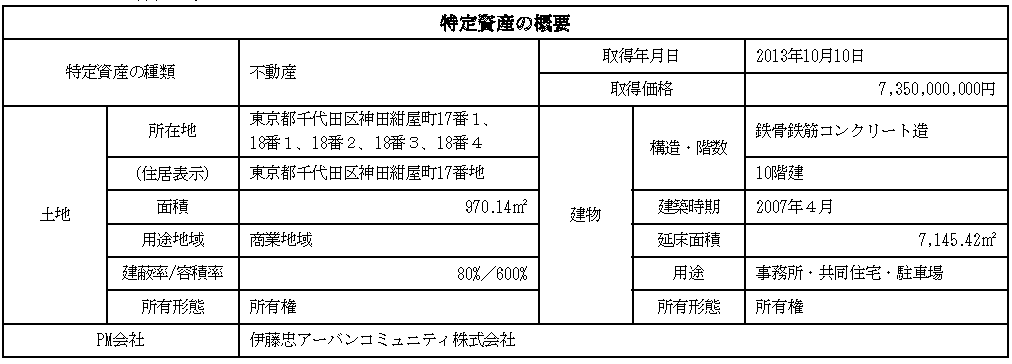 特定資産の概要
特定資産の種類
不動産
取得年月日
2013年10月10日
取得価格
7,350,000,000円
土地
所在地
東京都千代田区神田紺屋町17番１、
18番１、18番２、18番３、18番４
(住居表示)
東京都千代田区神田紺屋町17番地
面積
970.14㎡
用途地域
商業地域
建蔽率/容積率
80%／600%
所有形態
所有権
建物
構造・階数
鉄骨鉄筋コンクリート造
10階建
建築時期
2007年４月
延床面積
7,145.42㎡
用途
事務所・共同住宅・駐車場
所有形態
所有権
PM会社
伊藤忠アーバンコミュニティ株式会社